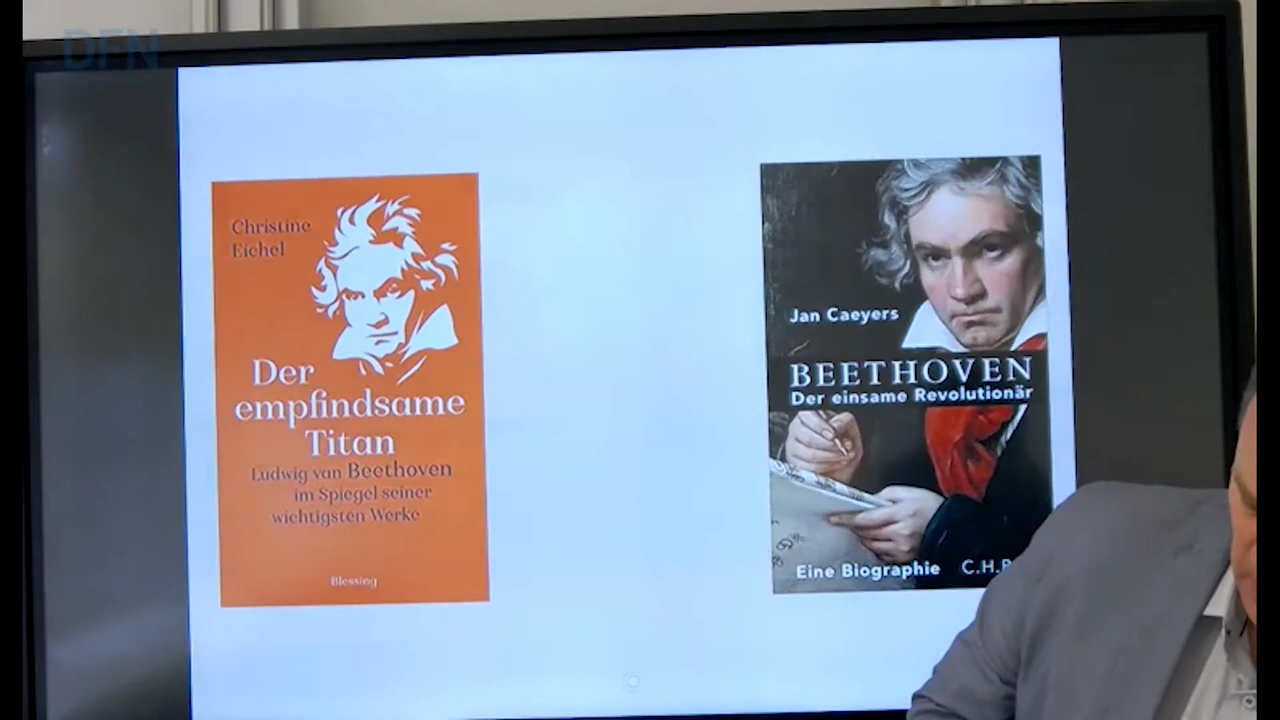 DFN
Christine
Eichel
Der
empfindsame
Titan
Ludwig van Beethoven
im Spiegel seiner
wichtigsten Werke
Blessing
Jan Caeyers
BEETHOVEN
Der einsame Revolutionär
Eine Biographie C.H.